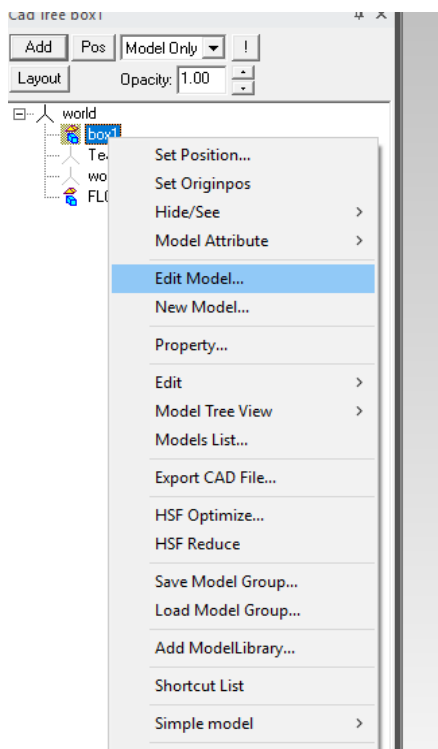 Cad Tree box1
Add Pos Model Only !
Layout Opacity: 1.00
world
box1
Te
wo
FL
Set Position...
Set Originpos
Hide/See
Model Attribute
Edit Model...
New Model...
Property...
Edit
Model Tree View
Models List...
Export CAD File...
HSF Optimize...
HSF Reduce
Save Model Group...
Load Model Group...
Add ModelLibrary...
Shortcut List
Simple model